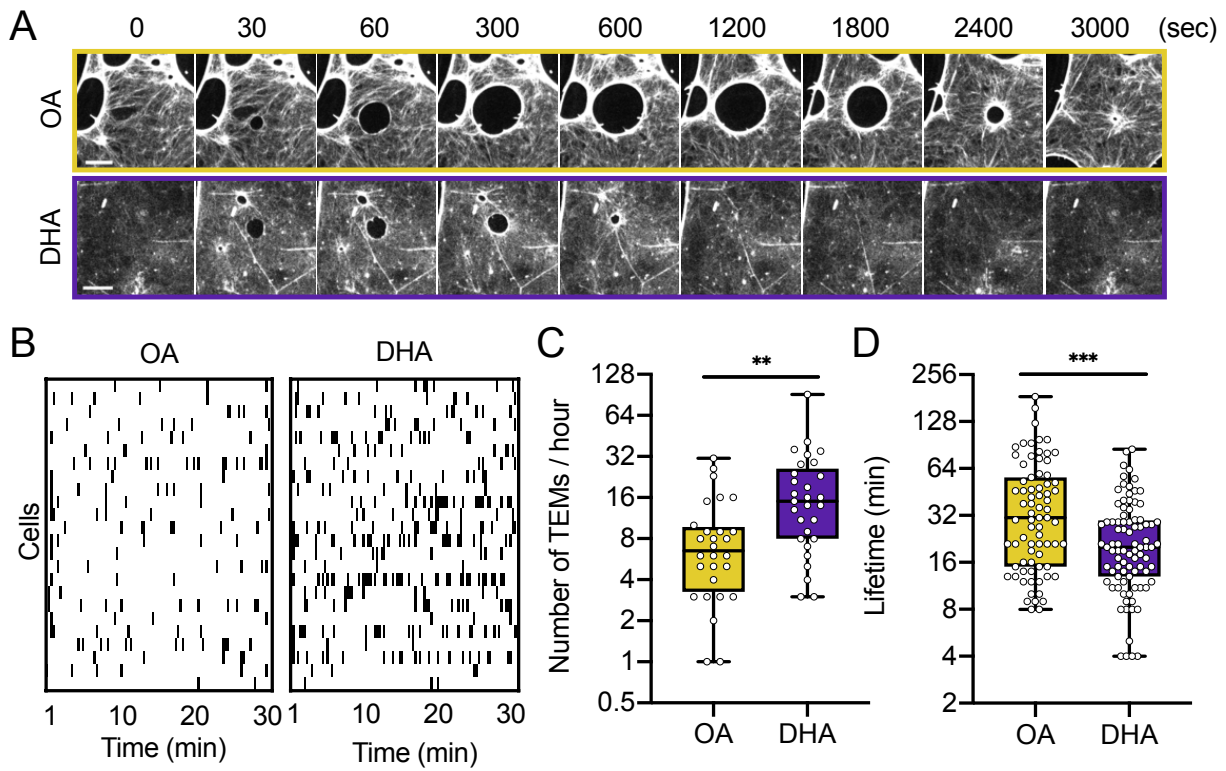 A
0 30 60 300 600 1200 1800 2400 3000 (sec)
OA
DHA
B
OA DHA
Cells
1 10 20 30
1 10 20 30
Time (min)
Time (min)
C
**
Number of TEMs / hour
128
64
32
16
8
4
2
1
0.5
OA DHA
D
***
Lifetime (min)
256
128
64
32
16
8
4
2
OA DHA